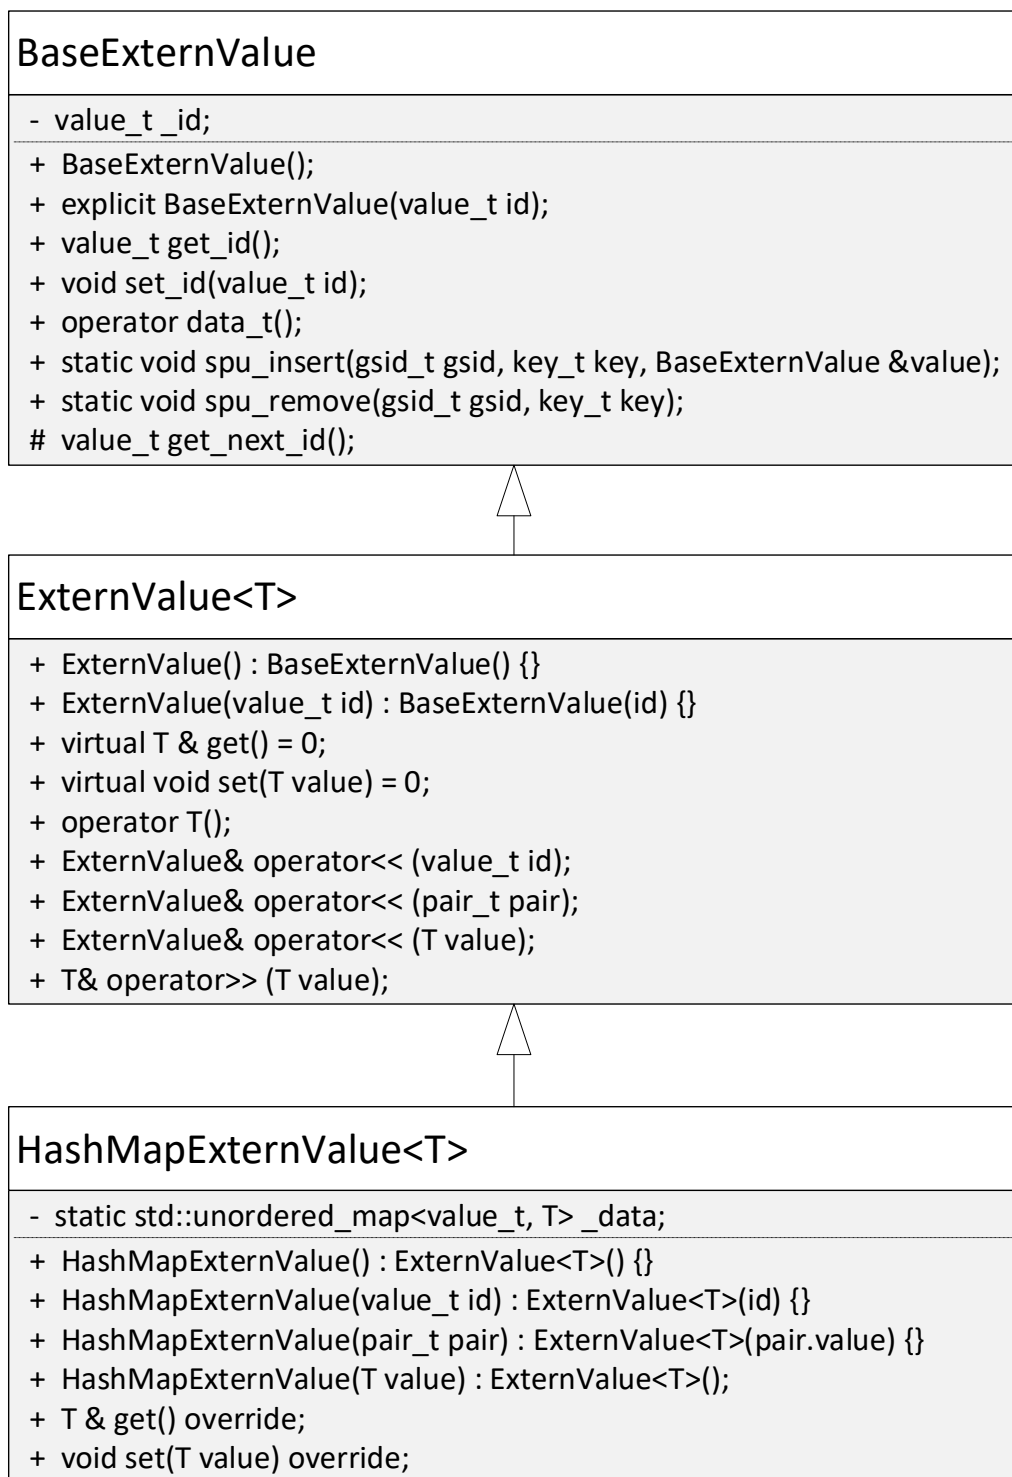 BaseExternValue
- value_t _id;
+ BaseExternValue();
+ explicit BaseExternValue(value_t id);
+ value_t get_id();
+ void set_id(value_t id);
+ operator data_t();
+ static void spu_insert(gsid_t gsid, key_t key, BaseExternValue &value);
+ static void spu_remove(gsid_t gsid, key_t key);
# value_t get_next_id();
ExternValue<T>
+ ExternValue() : BaseExternValue() {}
+ ExternValue(value_t id) : BaseExternValue(id) {}
+ virtual T & get() = 0;
+ virtual void set(T value) = 0;
+ operator T();
+ ExternValue& operator<< (value_t id);
+ ExternValue& operator<< (pair_t pair);
+ ExternValue& operator<< (T value);
+ T& operator>> (T value);
HashMapExternValue<T>
- static std::unordered_map<value_t, T> _data;
+ HashMapExternValue() : ExternValue<T>() {}
+ HashMapExternValue(value_t id) : ExternValue<T>(id) {}
+ HashMapExternValue(pair_t pair) : ExternValue<T>(pair.value) {}
+ HashMapExternValue(T value) : ExternValue<T>();
+ T & get() override;
+ void set(T value) override;